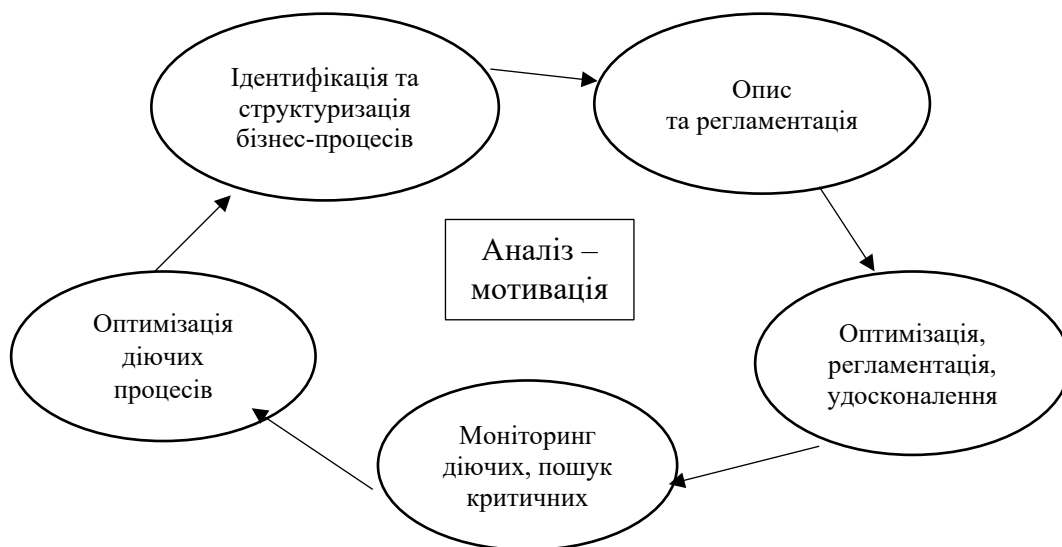 Ідентифікація та
структуризація
бізнес-процесів
Опис
та регламентація
Аналіз –
мотивація
Оптимізація,
регламентація,
удосконалення
Моніторинг
діючих, пошук
критичних
Оптимізація
діючих
процесів